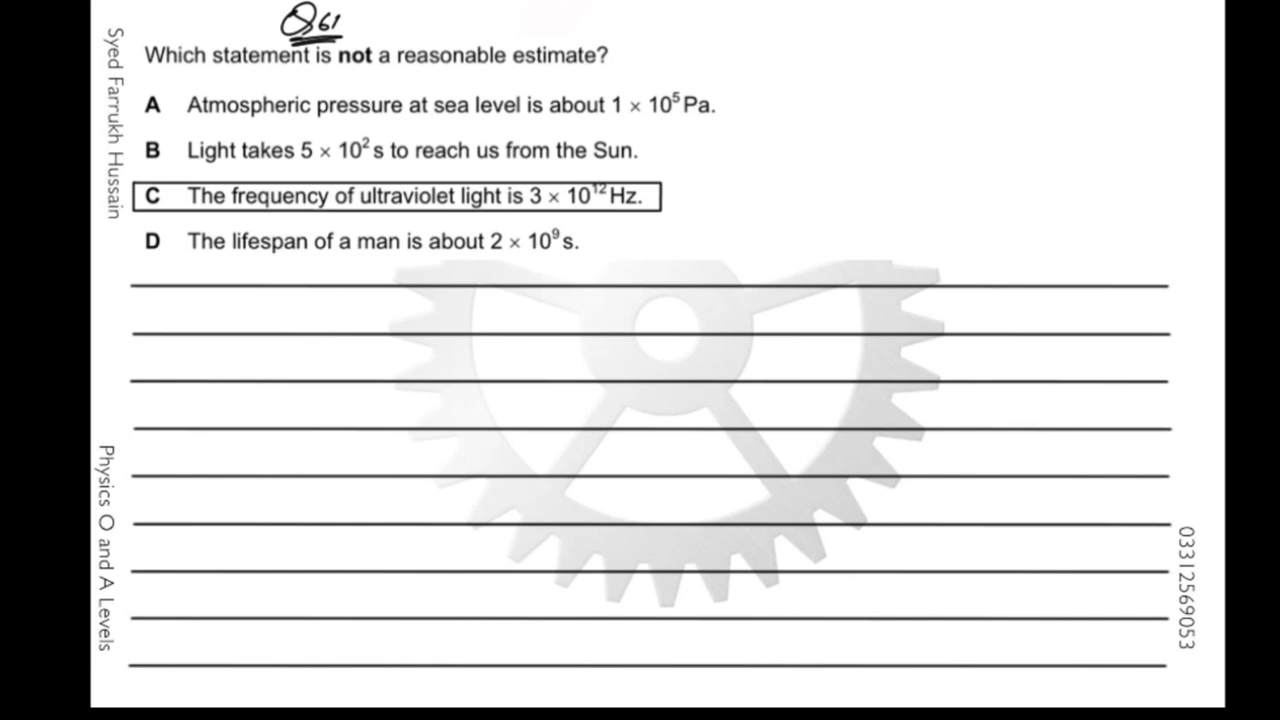 Q61
Which statement is not a reasonable estimate?
A Atmospheric pressure at sea level is about 1 × 10⁵ Pa.
B Light takes 5 × 10² s to reach us from the Sun.
C The frequency of ultraviolet light is 3 × 10¹² Hz.
D The lifespan of a man is about 2 × 10⁹ s.
Syed Farrukh Hussain
Physics O and A Levels
03312569053